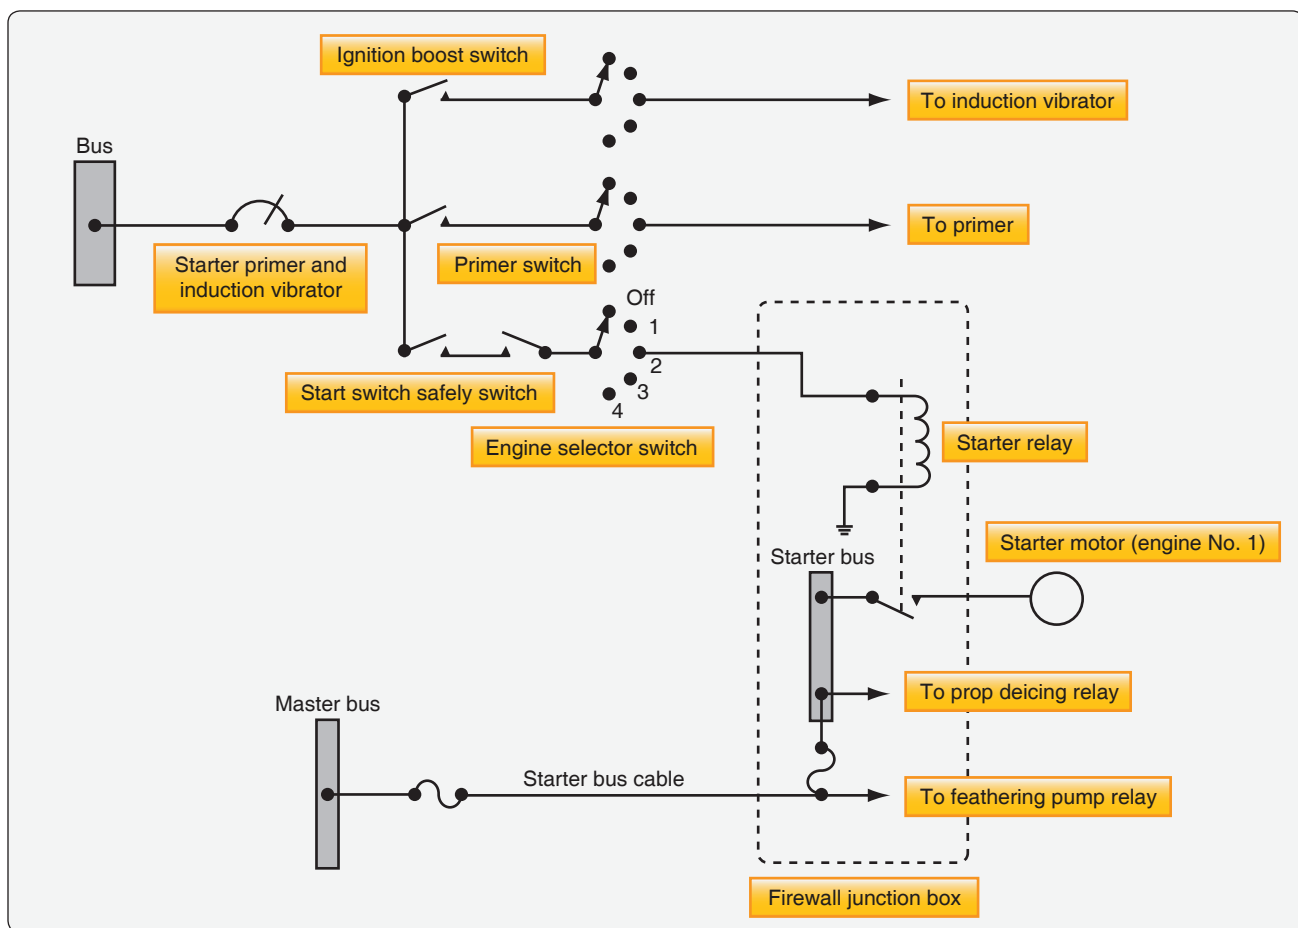 Ignition boost switch
To induction vibrator
Bus
To primer
Starter primer and
induction vibrator
Primer switch
Off
1
2
3
4
Start switch safely switch
Engine selector switch
Starter relay
Starter motor (engine No. 1)
Starter bus
To prop deicing relay
Master bus
Starter bus cable
To feathering pump relay
Firewall junction box